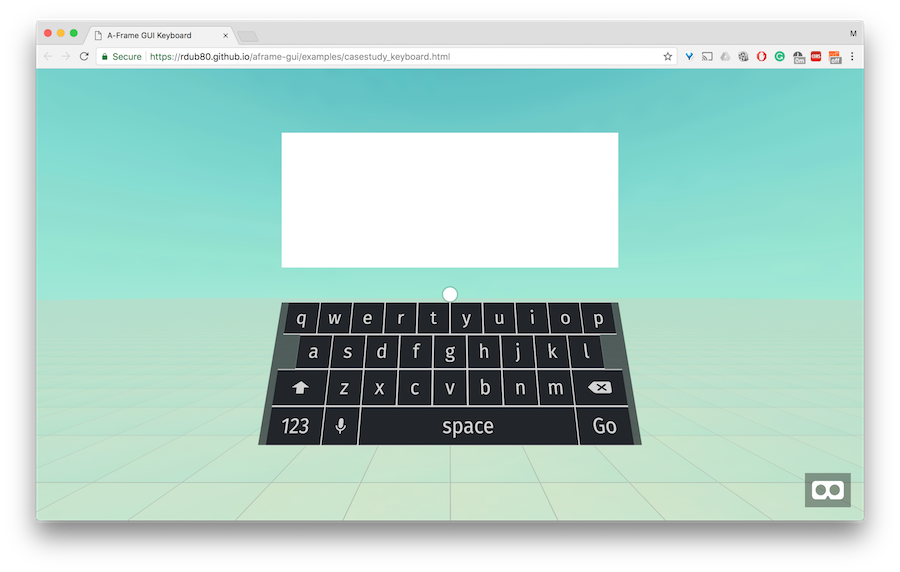 A-Frame GUI Keyboard
M
Secure https://rdub80.github.io/aframe-gui/examples/casestudy_keyboard.html
q w e r t y u i o p
a s d f g h j k l
z x c v b n m
123 space Go